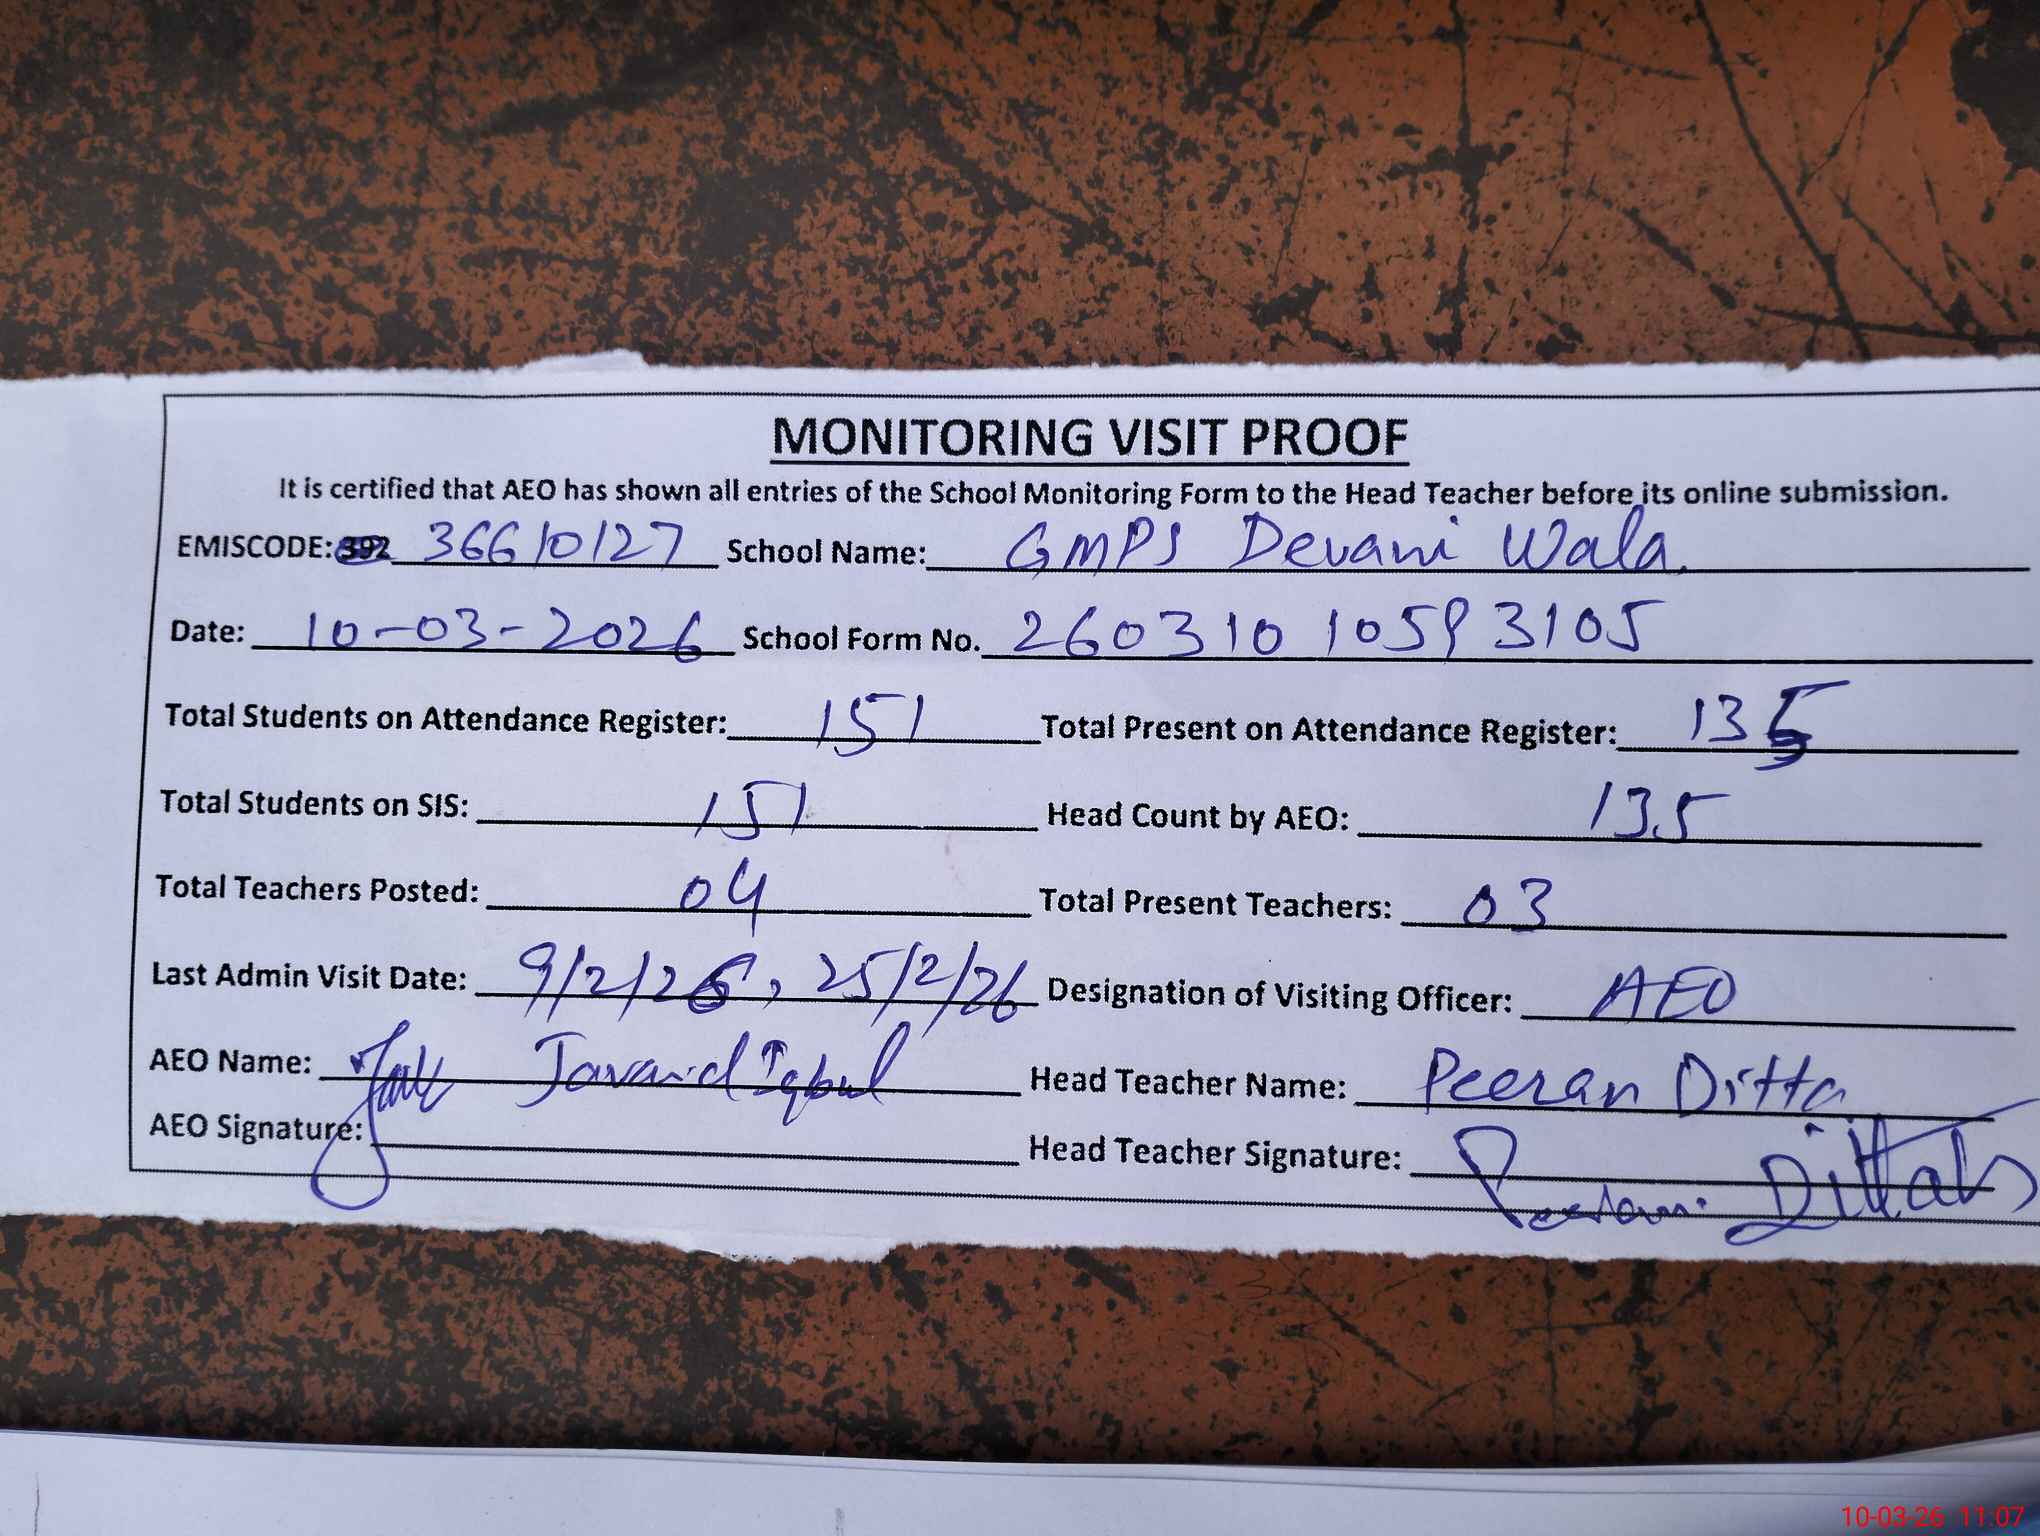 MONITORING VISIT PROOF
It is certified that AEO has shown all entries of the School Monitoring Form to the Head Teacher before its online submission.
EMISCODE: 392 36610127 School Name: GMPS Devani Wala.
Date: 10-03-2026 School Form No. 2603101059 3105
Total Students on Attendance Register: 151 Total Present on Attendance Register: 135
Total Students on SIS: 151 Head Count by AEO: 135
Total Teachers Posted: 04 Total Present Teachers: 03
Last Admin Visit Date: 9/2/26, 25/2/26 Designation of Visiting Officer: AEO
AEO Name: Javaid Iqbal Head Teacher Name: Peeran Ditta
AEO Signature: Head Teacher Signature: Peeran Ditta
10-03-26 11:07